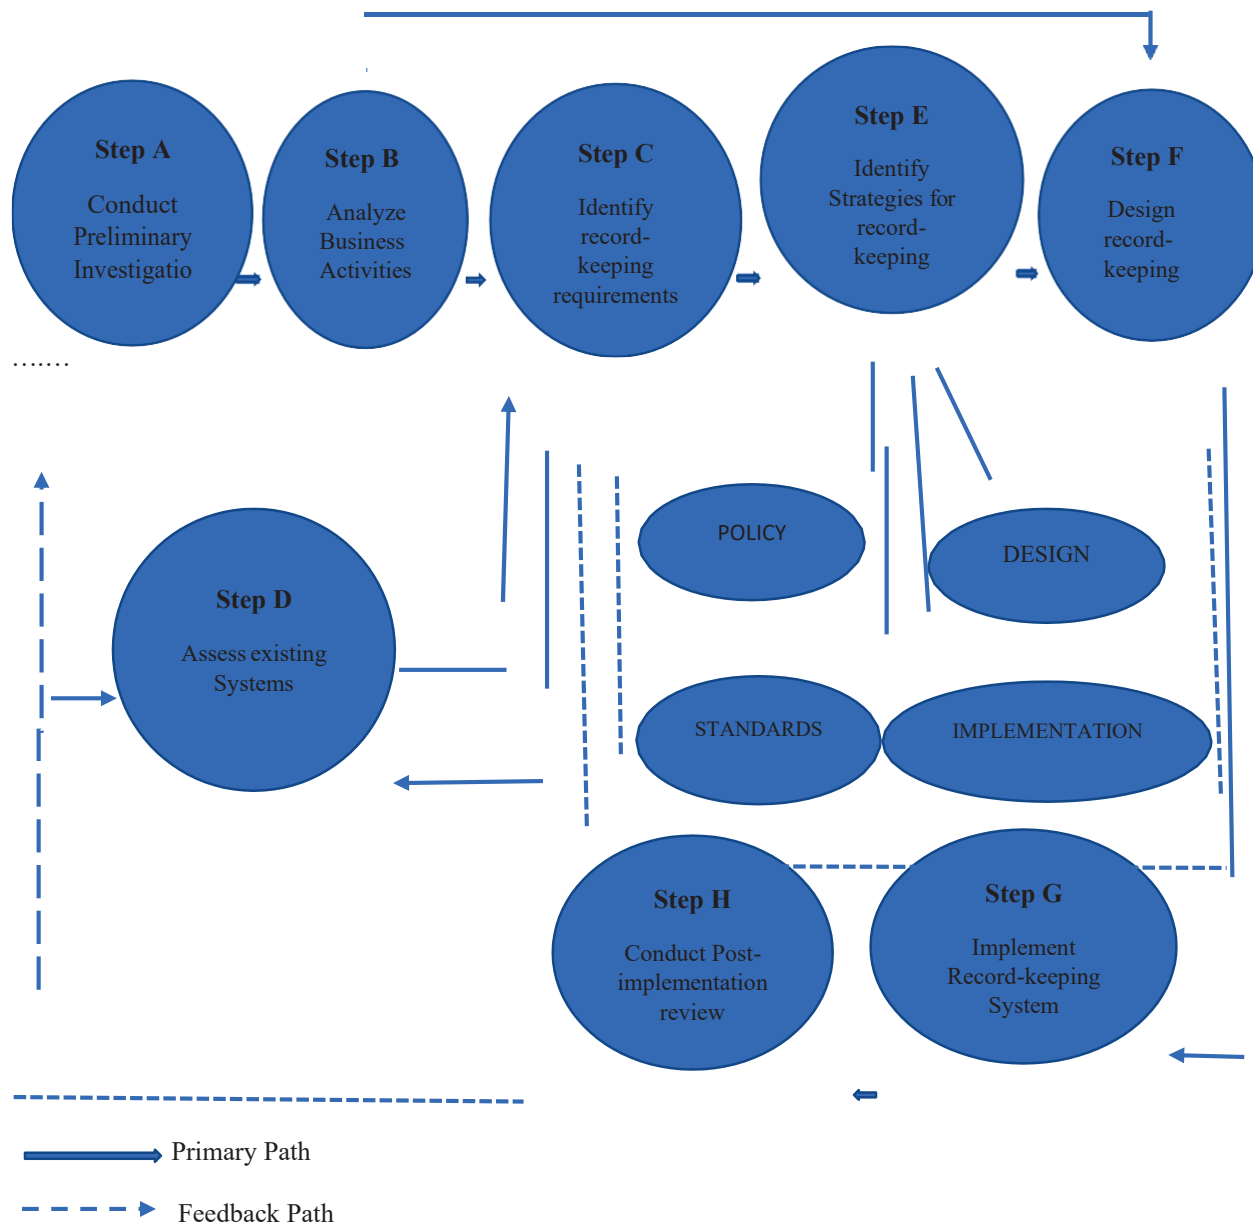 Step A
Conduct
Preliminary
Investigatio
Step B
Analyze
Business
Activities
Step C
Identify
record-
keeping
requirements
Step E
Identify
Strategies for
record-
keeping
Step F
Design
record-
keeping
…….
POLICY
DESIGN
Step D
Assess existing
Systems
STANDARDS
IMPLEMENTATION
Step H
Conduct Post-
implementation
review
Step G
Implement
Record-keeping
System
Primary Path
Feedback Path